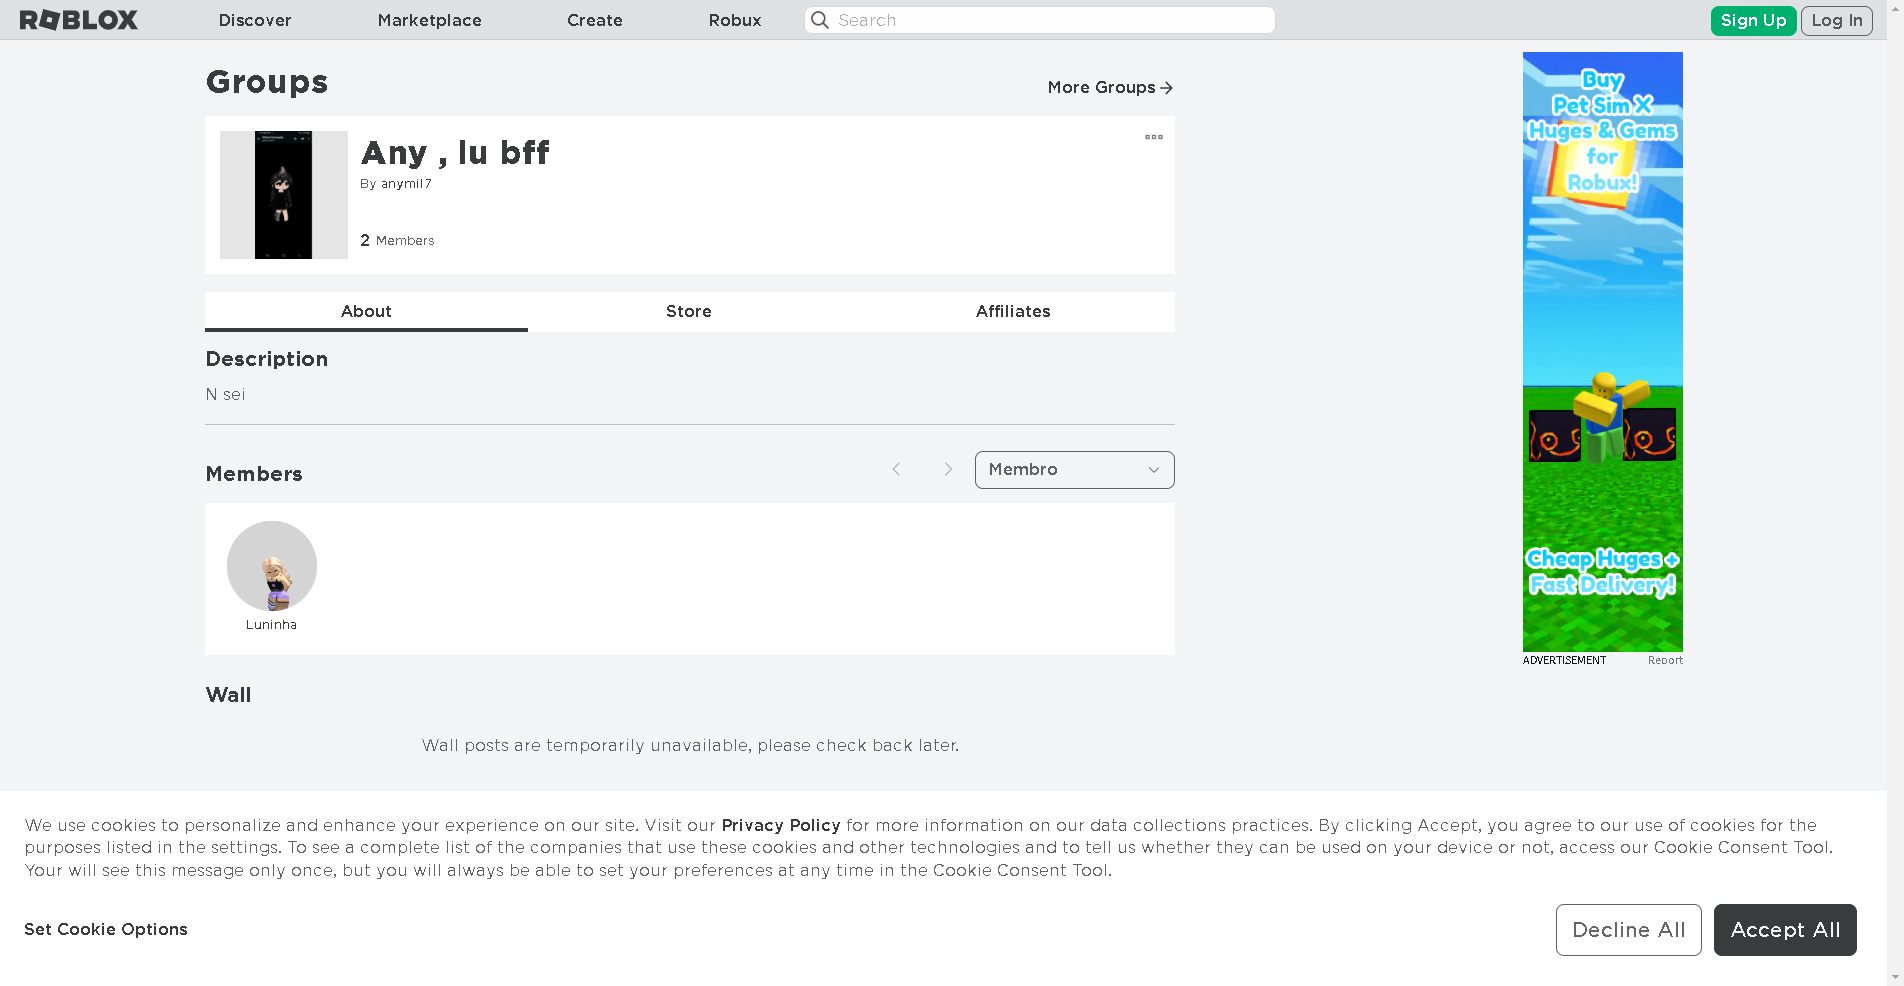 ROBLOX
Discover
Marketplace
Create
Robux
Search
Sign Up
Log In
Groups
More Groups
Any , lu bff
By anymil7
2 Members
About
Store
Affiliates
Description
N sei
Members
Membro
Luninha
Wall
Wall posts are temporarily unavailable, please check back later.
Buy
Pet Sim X
Huges & Gems
for
Robux!
Cheap Huges +
Fast Delivery!
ADVERTISEMENT
Report
We use cookies to personalize and enhance your experience on our site. Visit our Privacy Policy for more information on our data collections practices. By clicking Accept, you agree to our use of cookies for the
purposes listed in the settings. To see a complete list of the companies that use these cookies and other technologies and to tell us whether they can be used on your device or not, access our Cookie Consent Tool.
Your will see this message only once, but you will always be able to set your preferences at any time in the Cookie Consent Tool.
Set Cookie Options
Decline All
Accept All